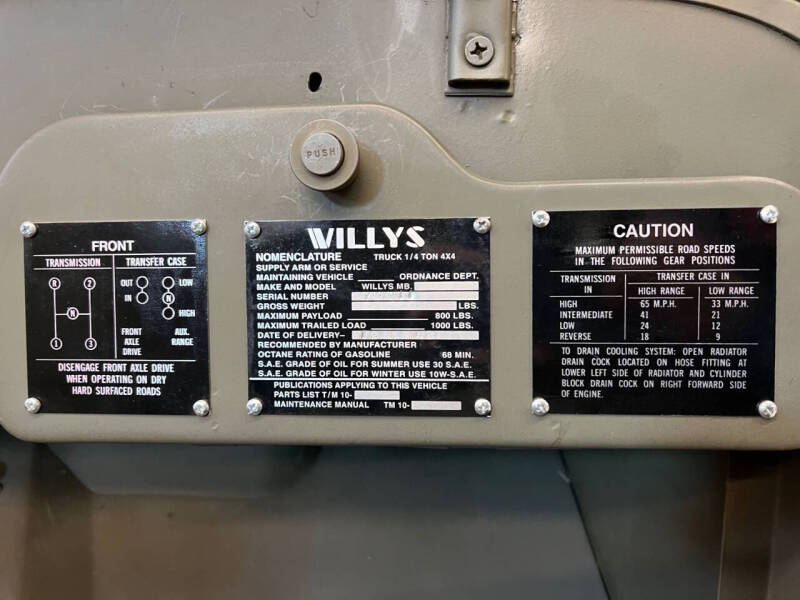 PUSH
FRONT
TRANSMISSION
TRANSFER CASE
R 2
N
1 3
OUT LOW
IN N
HIGH
FRONT AXLE DRIVE
AUX. RANGE
DISENGAGE FRONT AXLE DRIVE
WHEN OPERATING ON DRY
HARD SURFACED ROADS
WILLYS
NOMENCLATURE TRUCK 1/4 TON 4X4
SUPPLY ARM OR SERVICE
MAINTAINING VEHICLE ORDNANCE DEPT.
MAKE AND MODEL WILLYS MB.
SERIAL NUMBER
GROSS WEIGHT LBS.
MAXIMUM PAYLOAD 800 LBS.
MAXIMUM TRAILED LOAD 1000 LBS.
DATE OF DELIVERY-
RECOMMENDED BY MANUFACTURER
OCTANE RATING OF GASOLINE 68 MIN.
S.A.E. GRADE OF OIL FOR SUMMER USE 30 S.A.E.
S.A.E. GRADE OF OIL FOR WINTER USE 10W-S.A.E.
PUBLICATIONS APPLYING TO THIS VEHICLE
PARTS LIST T/M 10-
MAINTENANCE MANUAL TM 10-
CAUTION
MAXIMUM PERMISSIBLE ROAD SPEEDS
IN THE FOLLOWING GEAR POSITIONS
TRANSMISSION IN
TRANSFER CASE IN
HIGH RANGE LOW RANGE
HIGH 65 M.P.H. 33 M.P.H.
INTERMEDIATE 41 21
LOW 24 12
REVERSE 18 9
TO DRAIN COOLING SYSTEM: OPEN RADIATOR
DRAIN COCK LOCATED ON HOSE FITTING AT
LOWER LEFT SIDE OF RADIATOR AND CYLINDER
BLOCK DRAIN COCK ON RIGHT FORWARD SIDE
OF ENGINE.